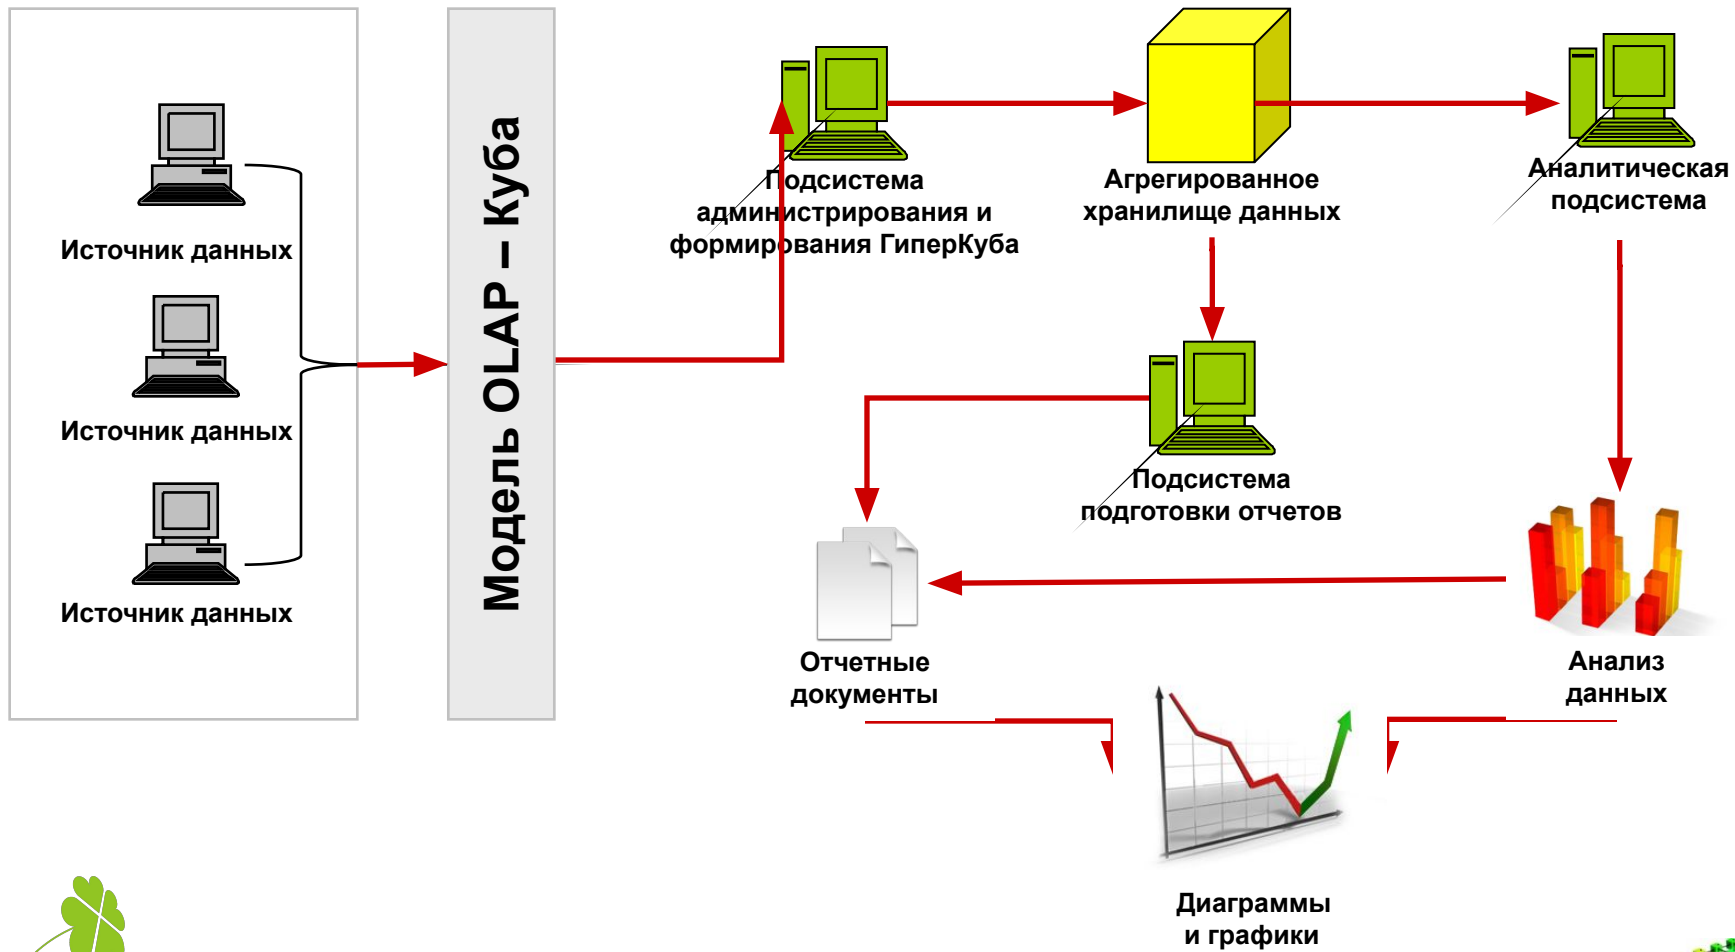 Источник данных
Источник данных
Источник данных
Модель OLAP – Куба
Подсистема
администрирования и
формирования ГиперКуба
Агрегированное
хранилище данных
Аналитическая
подсистема
Подсистема
подготовки отчетов
Отчетные
документы
Анализ
данных
Диаграммы
и графики